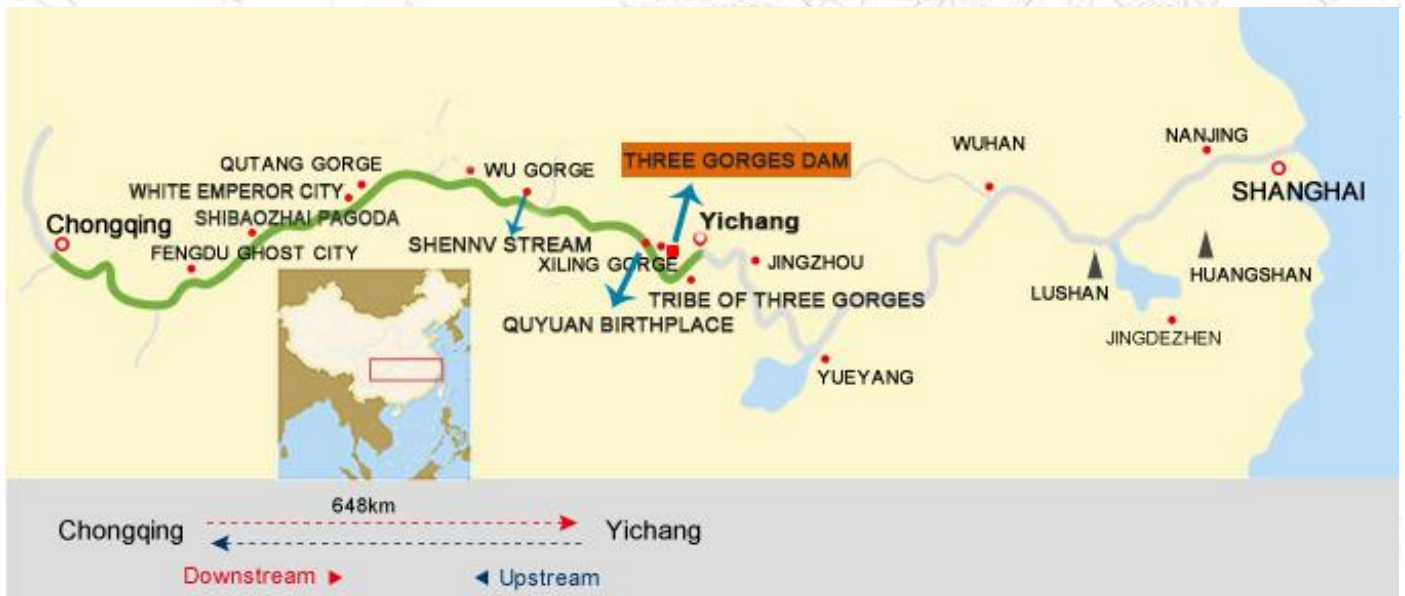 QUTANG GORGE
WHITE EMPEROR CITY
Chongqing
SHIBAOZHAI PAGODA
FENGDU GHOST CITY
WU GORGE
SHENNV STREAM
THREE GORGES DAM
Yichang
XILING GORGE
TRIBE OF THREE GORGES
QUYUAN BIRTHPLACE
JINGZHOU
YUEYANG
WUHAN
NANJING
SHANGHAI
HUANGSHAN
LUSHAN
JINGDEZHEN
648km
Chongqing
Yichang
Downstream
Upstream